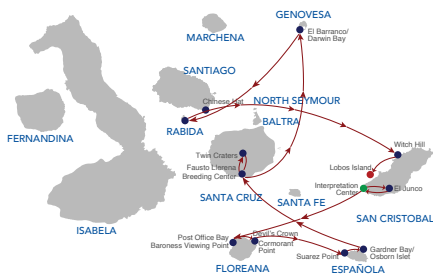 GENOVESA
El Barranco/
Darwin Bay
MARCHENA
SANTIAGO
Chinese Hat
NORTH SEYMOUR
RABIDA
BALTRA
FERNANDINA
Witch Hill
Twin Craters
Lobos Island
Fausto Llerena
Breeding Center
Interpretation
Center
El Junco
SANTA CRUZ
SANTA FE
SAN CRISTOBAL
ISABELA
Post Office Bay
Baroness Viewing Point
Devil's Crown
Cormorant
Point
Gardner Bay/
Osborn Islet
Suarez Point
FLOREANA
ESPAÑOLA